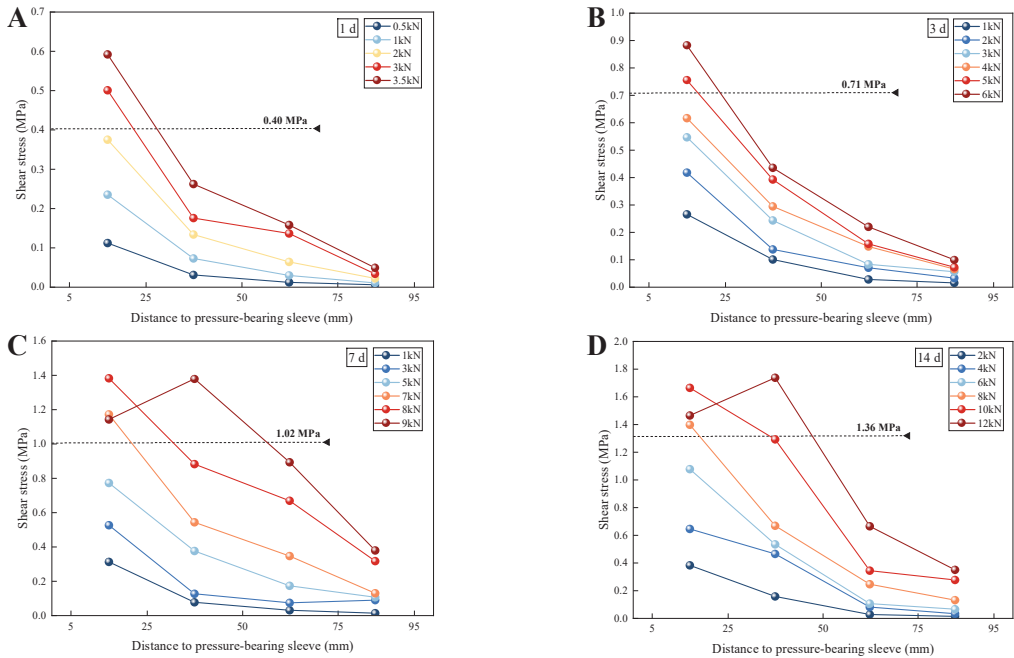 A
1 d
0.5kN
1kN
2kN
3kN
3.5kN
0.40 MPa
Shear stress (MPa)
0.7
0.6
0.5
0.4
0.3
0.2
0.1
0.0
5 25 50 75 95
Distance to pressure-bearing sleeve (mm)
B
3 d
1kN
2kN
3kN
4kN
5kN
6kN
0.71 MPa
Shear stress (MPa)
1.0
0.9
0.8
0.7
0.6
0.5
0.4
0.3
0.2
0.1
0.0
5 25 50 75 95
Distance to pressure-bearing sleeve (mm)
C
7 d
1kN
3kN
5kN
7kN
8kN
9kN
1.02 MPa
Shear stress (MPa)
1.6
1.4
1.2
1.0
0.8
0.6
0.4
0.2
0.0
5 25 50 75 95
Distance to pressure-bearing sleeve (mm)
D
14 d
2kN
4kN
6kN
8kN
10kN
12kN
1.36 MPa
Shear stress (MPa)
2.0
1.8
1.6
1.4
1.2
1.0
0.8
0.6
0.4
0.2
0.0
5 25 50 75 95
Distance to pressure-bearing sleeve (mm)